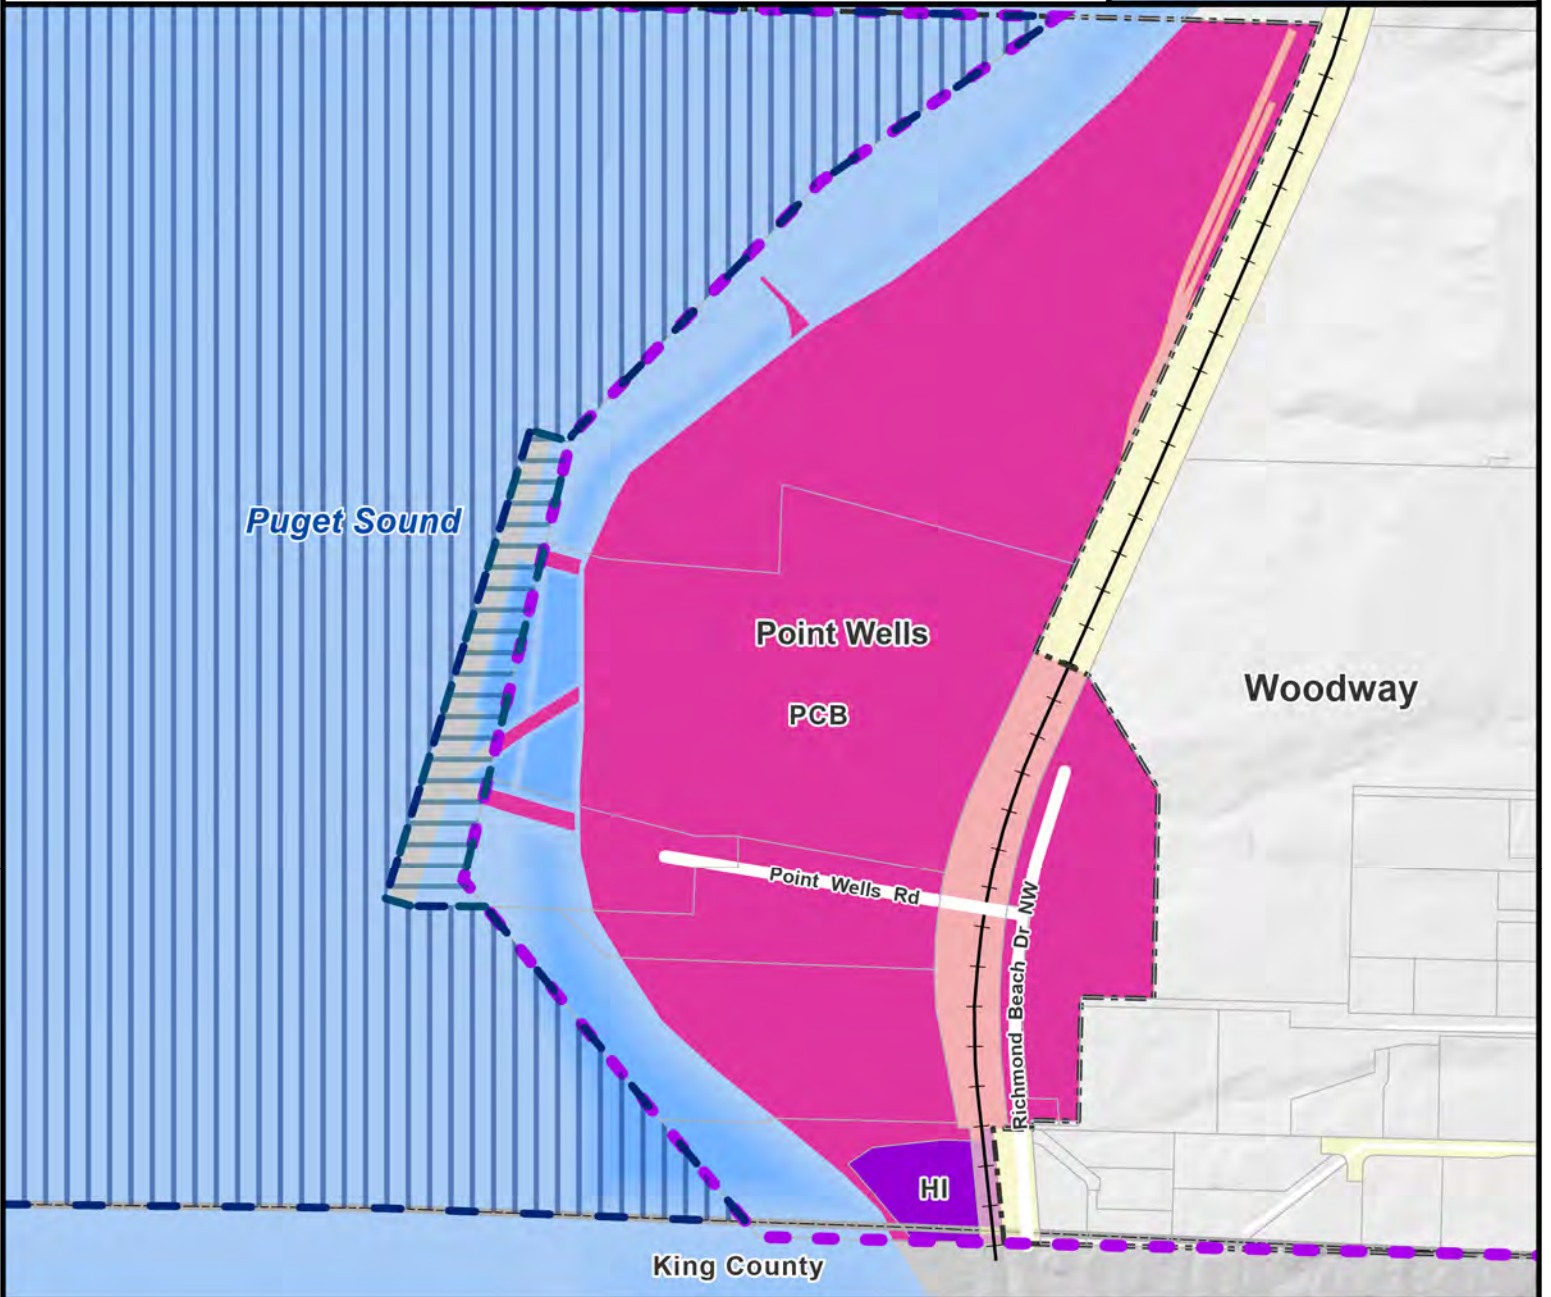 Puget Sound
Point Wells
PCB
Woodway
Point Wells Rd
Richmond Beach Dr NW
HI
King County